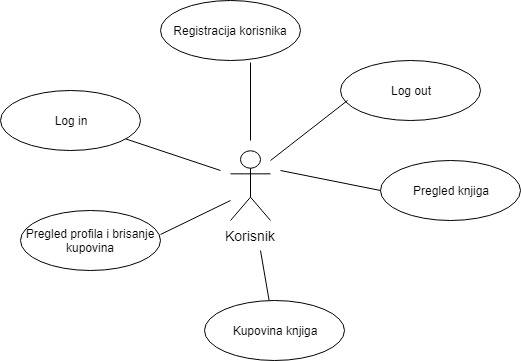 Registracija korisnika
Log out
Log in
Pregled knjiga
Pregled profila i brisanje
kupovina
Korisnik
Kupovina knjiga